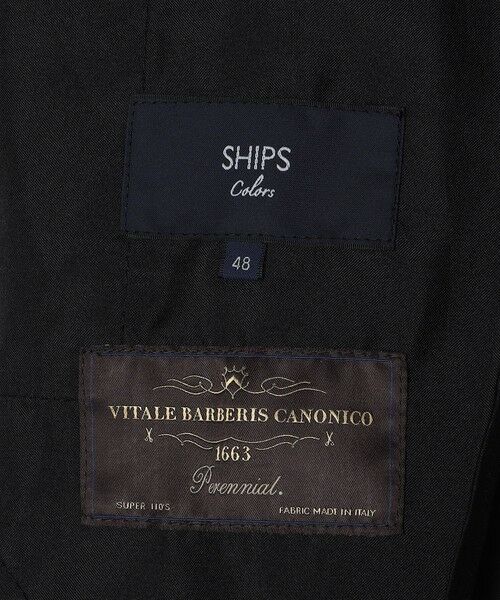 SHIPS
Colors
48
VITALE BARBERIS CANONICO
1663
Perennial.
SUPER 110'S
FABRIC MADE IN ITALY